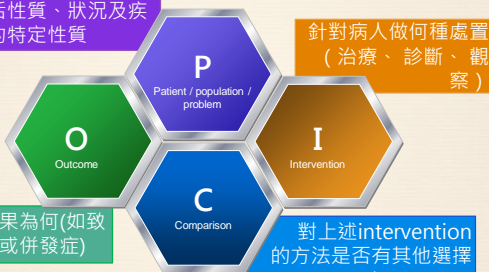 活性質、狀況及疾
的特定性質
針對病人做何種處置
(治療、診斷、觀
察)
P
Patient / population /
problem
O
Outcome
I
Intervention
C
Comparison
果為何(如致
或併發症)
對上述intervention
的方法是否有其他選擇